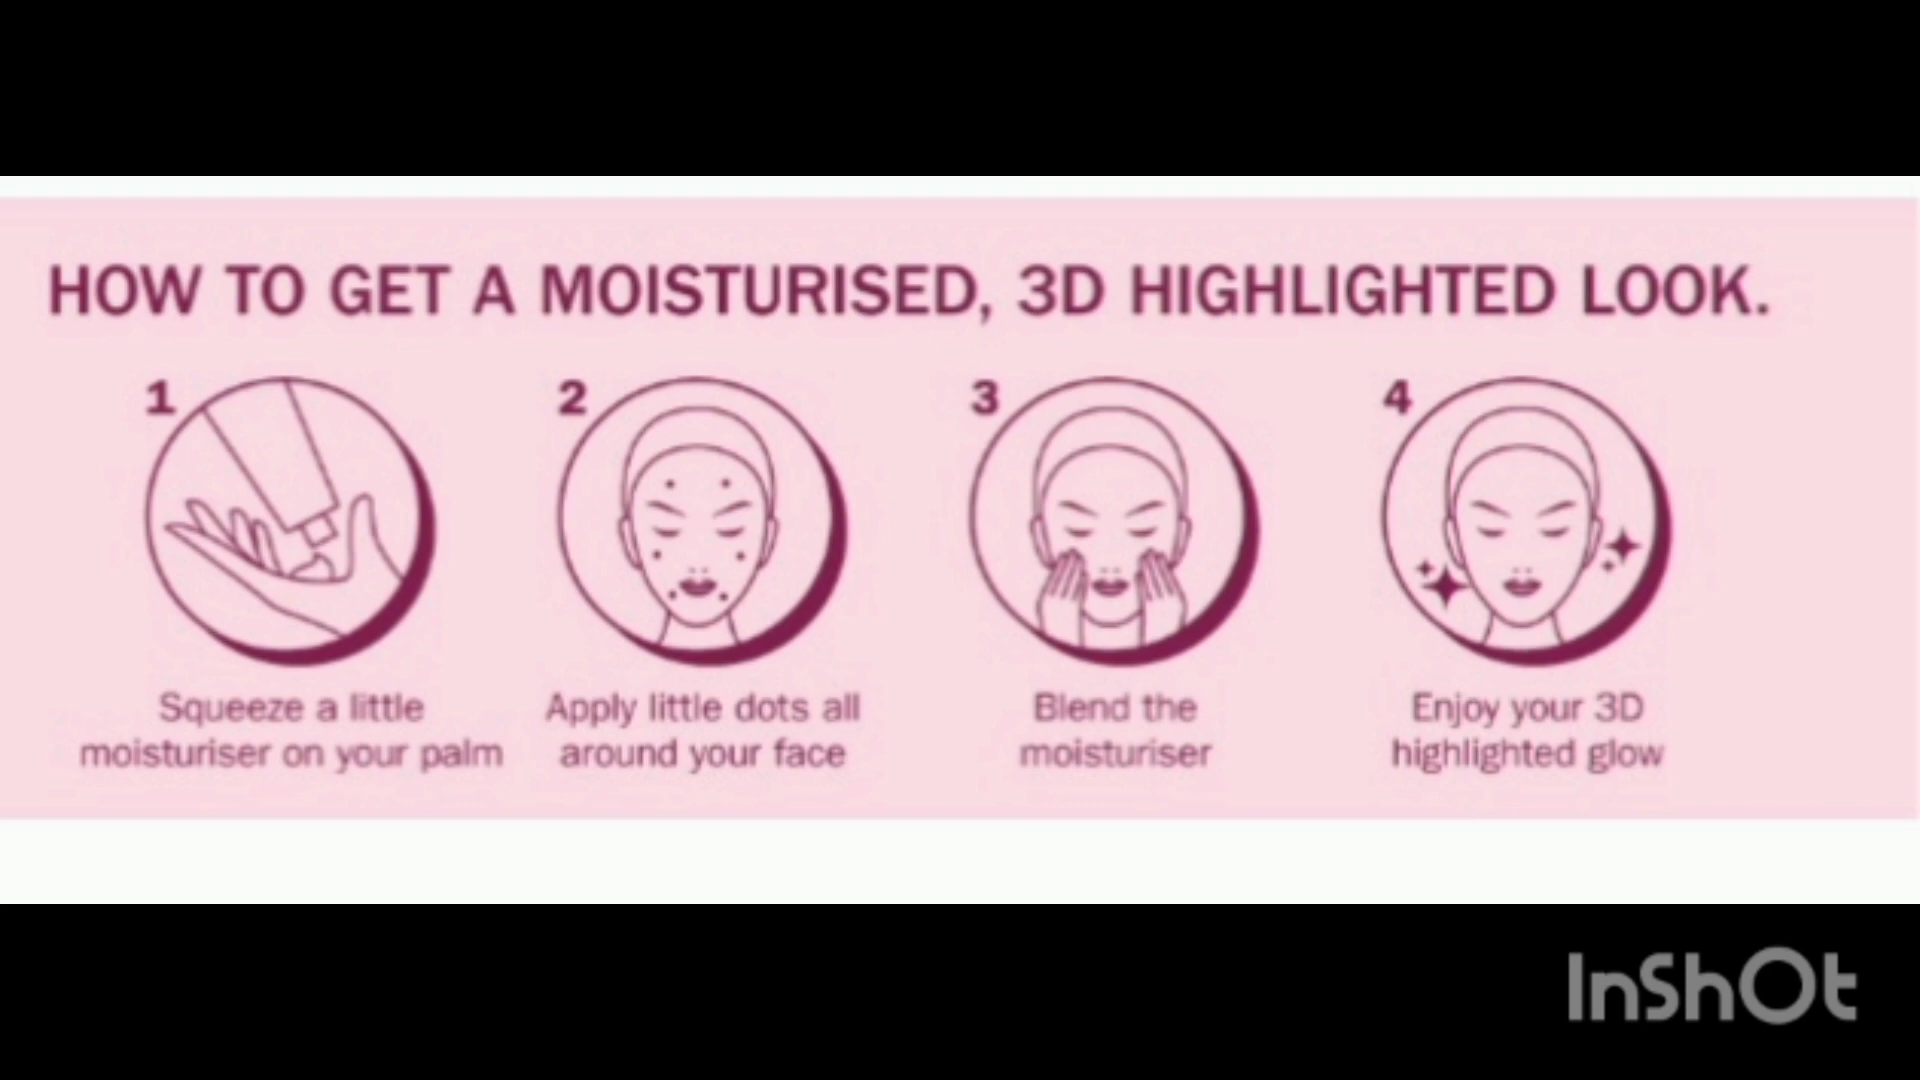 HOW TO GET A MOISTURISED, 3D HIGHLIGHTED LOOK.
1
Squeeze a little
moisturiser on your palm
2
Apply little dots all
around your face
3
Blend the
moisturiser
4
Enjoy your 3D
highlighted glow
InShOt